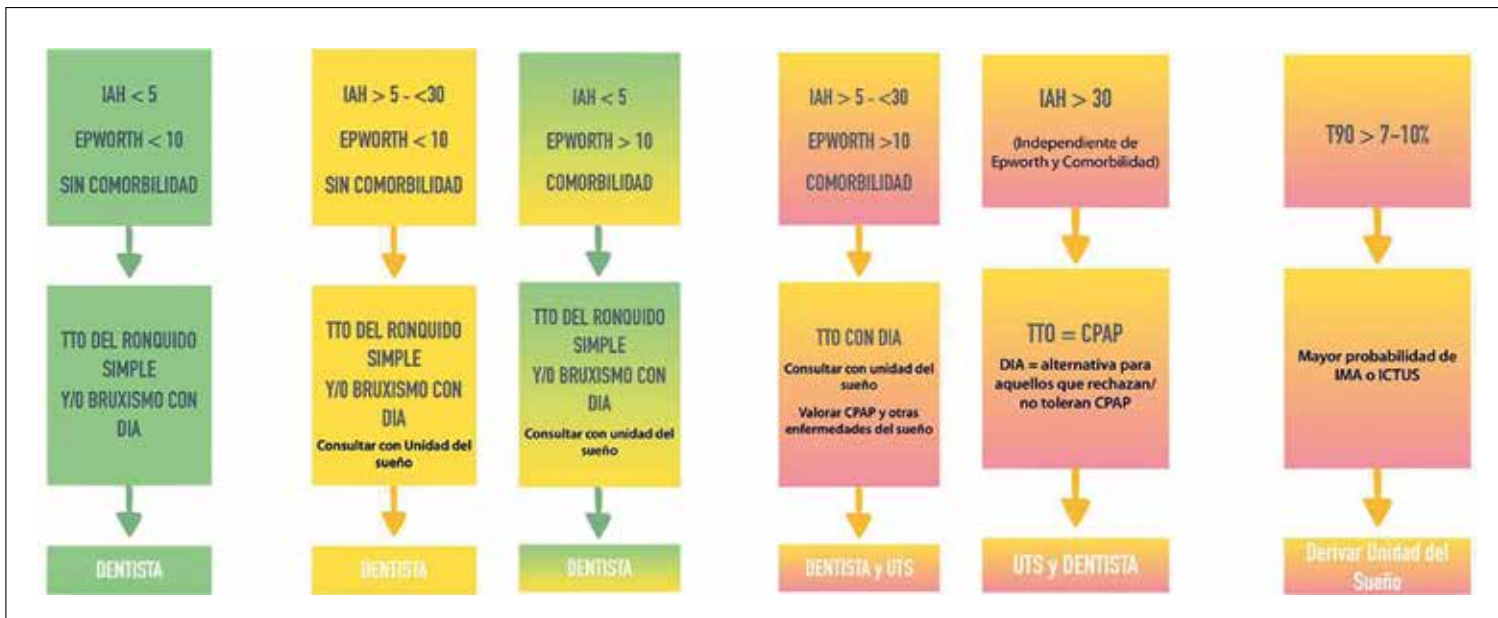 IAH < 5
EPWORTH < 10
SIN COMORBILIDAD
TTO DEL RONQUIDO
SIMPLE
Y/O BRUXISMO CON
DIA
DENTISTA
IAH > 5 - <30
EPWORTH < 10
SIN COMORBILIDAD
TTO DEL RONQUIDO
SIMPLE
Y/O BRUXISMO CON
DIA
Consultar con Unidad del
sueño
DENTISTA
IAH < 5
EPWORTH > 10
COMORBILIDAD
TTO DEL RONQUIDO
SIMPLE
Y/O BRUXISMO CON
DIA
Consultar con unidad del
sueño
DENTISTA
IAH > 5 - <30
EPWORTH >10
COMORBILIDAD
TTO CON DIA
Consultar con unidad del
sueño
Valorar CPAP y otras
enfermedades del sueño
DENTISTA y UTS
IAH > 30
(Independiente de
Epworth y Comorbilidad)
TTO = CPAP
DIA = alternativa para
aquellos que rechazan/
no toleran CPAP
UTS y DENTISTA
T90 > 7-10%
Mayor probabilidad de
IMA o ICTUS
Derivar Unidad del
Sueño